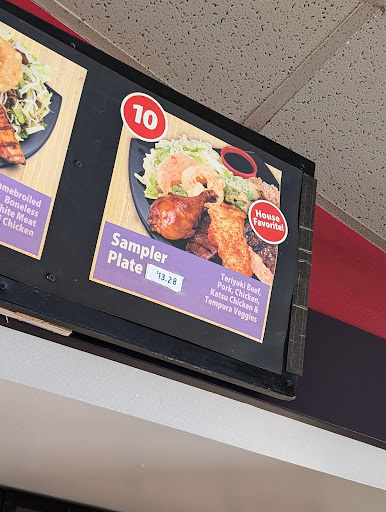 10
House
Favorite!
Sampler
Plate
$13.28
Teriyaki Beef,
Pork, Chicken,
Katsu Chicken &
Tempura Veggies
Boneless
White Meat
Chicken